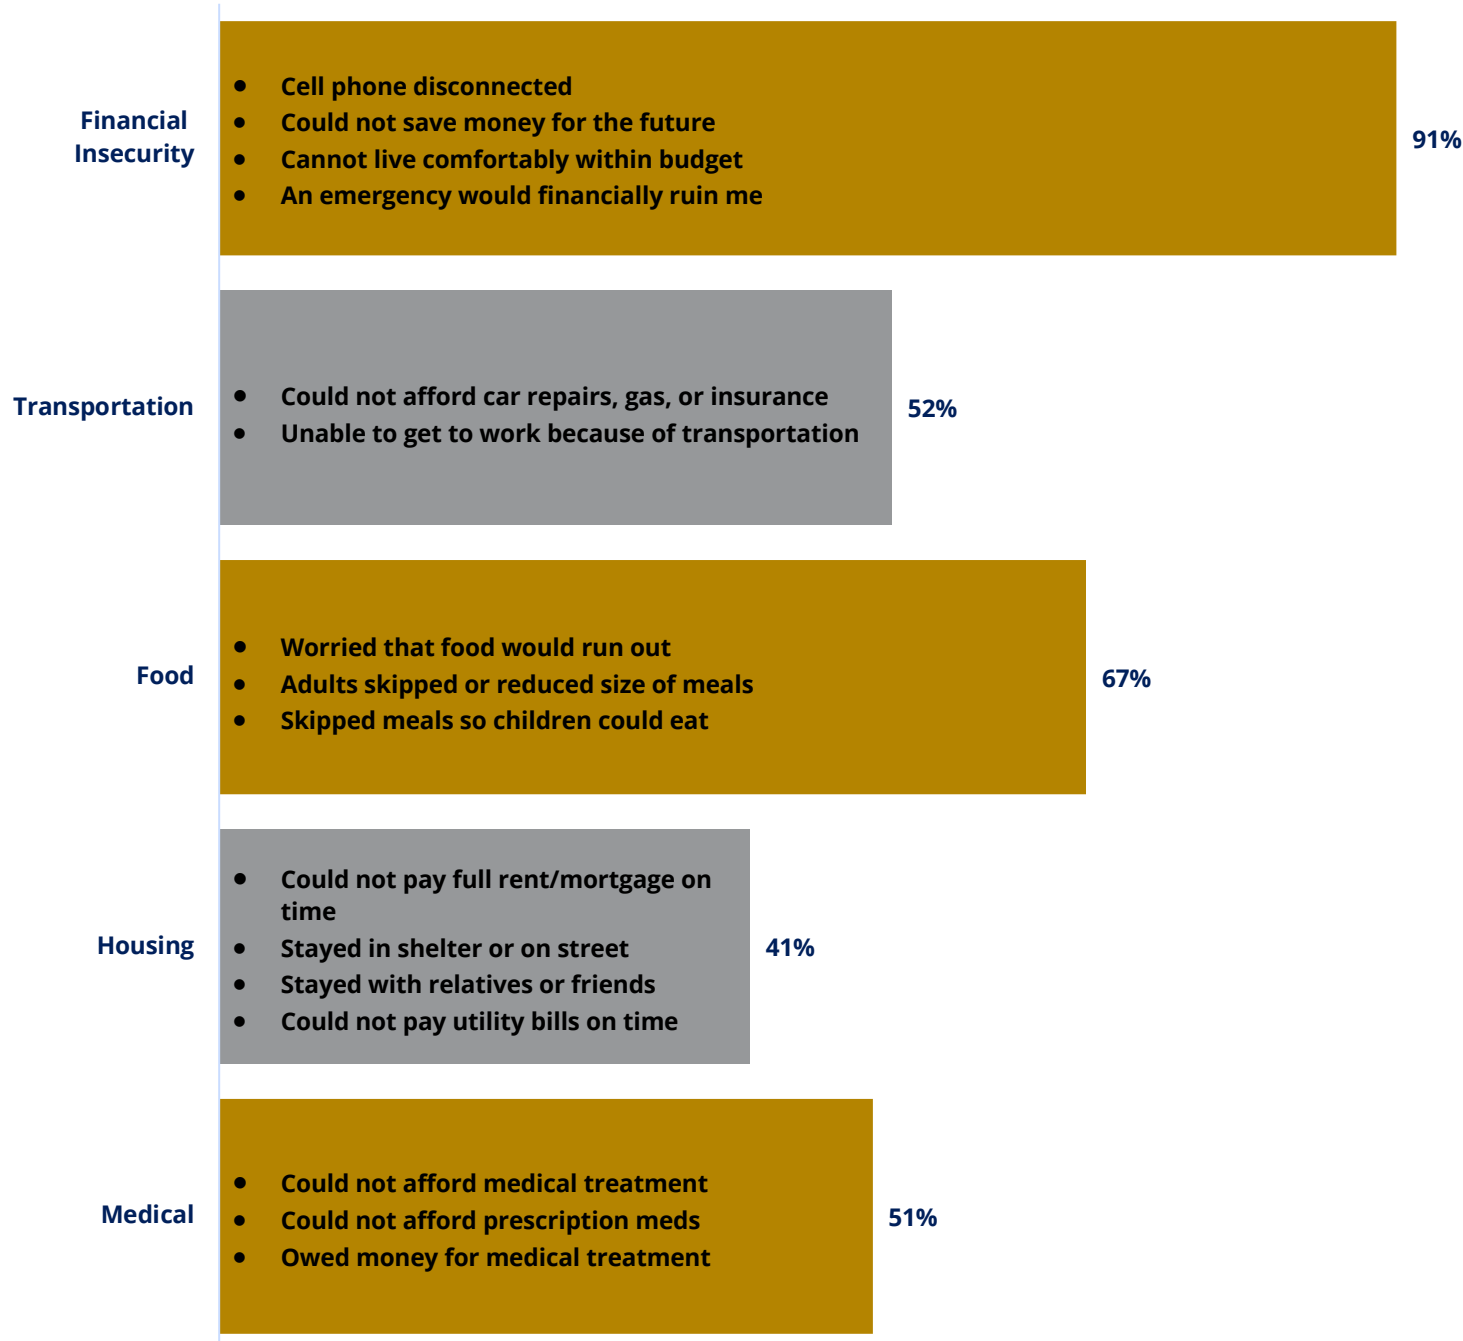 Financial
Insecurity
• Cell phone disconnected
• Could not save money for the future
• Cannot live comfortably within budget
• An emergency would financially ruin me
91%
Transportation
• Could not afford car repairs, gas, or insurance
• Unable to get to work because of transportation
52%
Food
• Worried that food would run out
• Adults skipped or reduced size of meals
• Skipped meals so children could eat
67%
Housing
• Could not pay full rent/mortgage on
time
• Stayed in shelter or on street
• Stayed with relatives or friends
• Could not pay utility bills on time
41%
Medical
• Could not afford medical treatment
• Could not afford prescription meds
• Owed money for medical treatment
51%